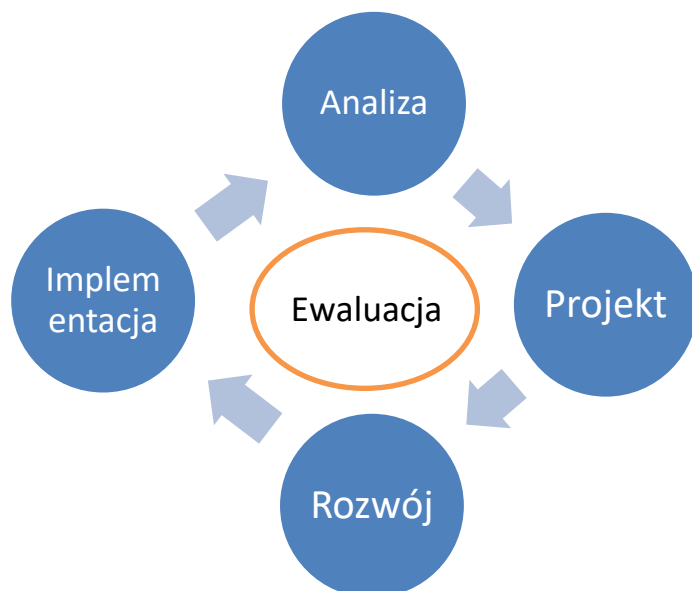 Analiza
Projekt
Implem
entacja
Ewaluacja
Rozwój